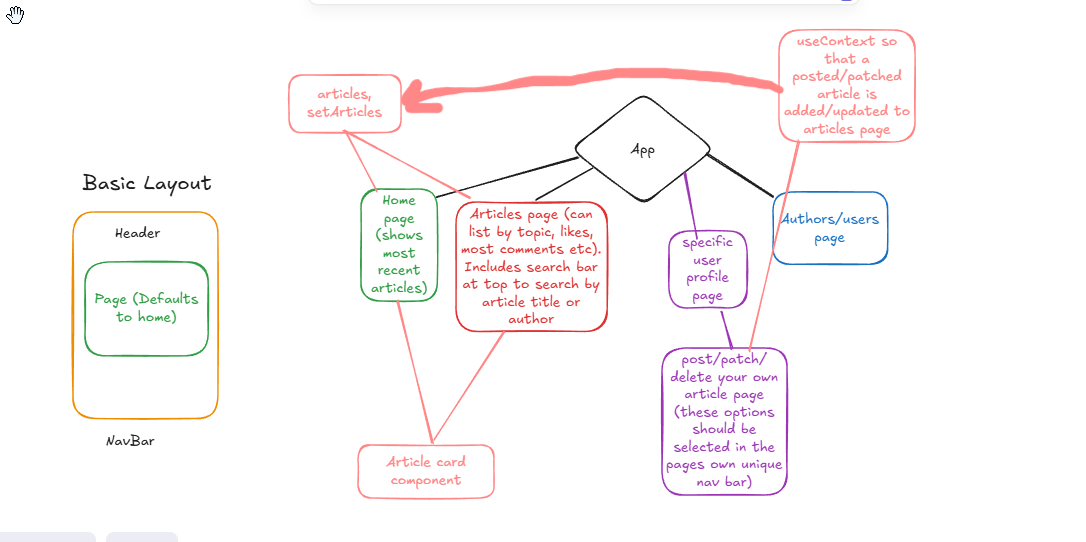 useContext so
that a
posted/patched
article is
added/updated to
articles page
articles,
setArticles
App
Basic Layout
Header
Page (Defaults
to home)
NavBar
Home
page
(shows
most
recent
articles)
Articles page (can
list by topic, likes,
most comments etc).
Includes search bar
at top to search by
article title or
author
specific
user
profile
page
Authors/users
page
post/patch/
delete your own
article page
(these options
should be
selected in the
pages own unique
nav bar)
Article card
component